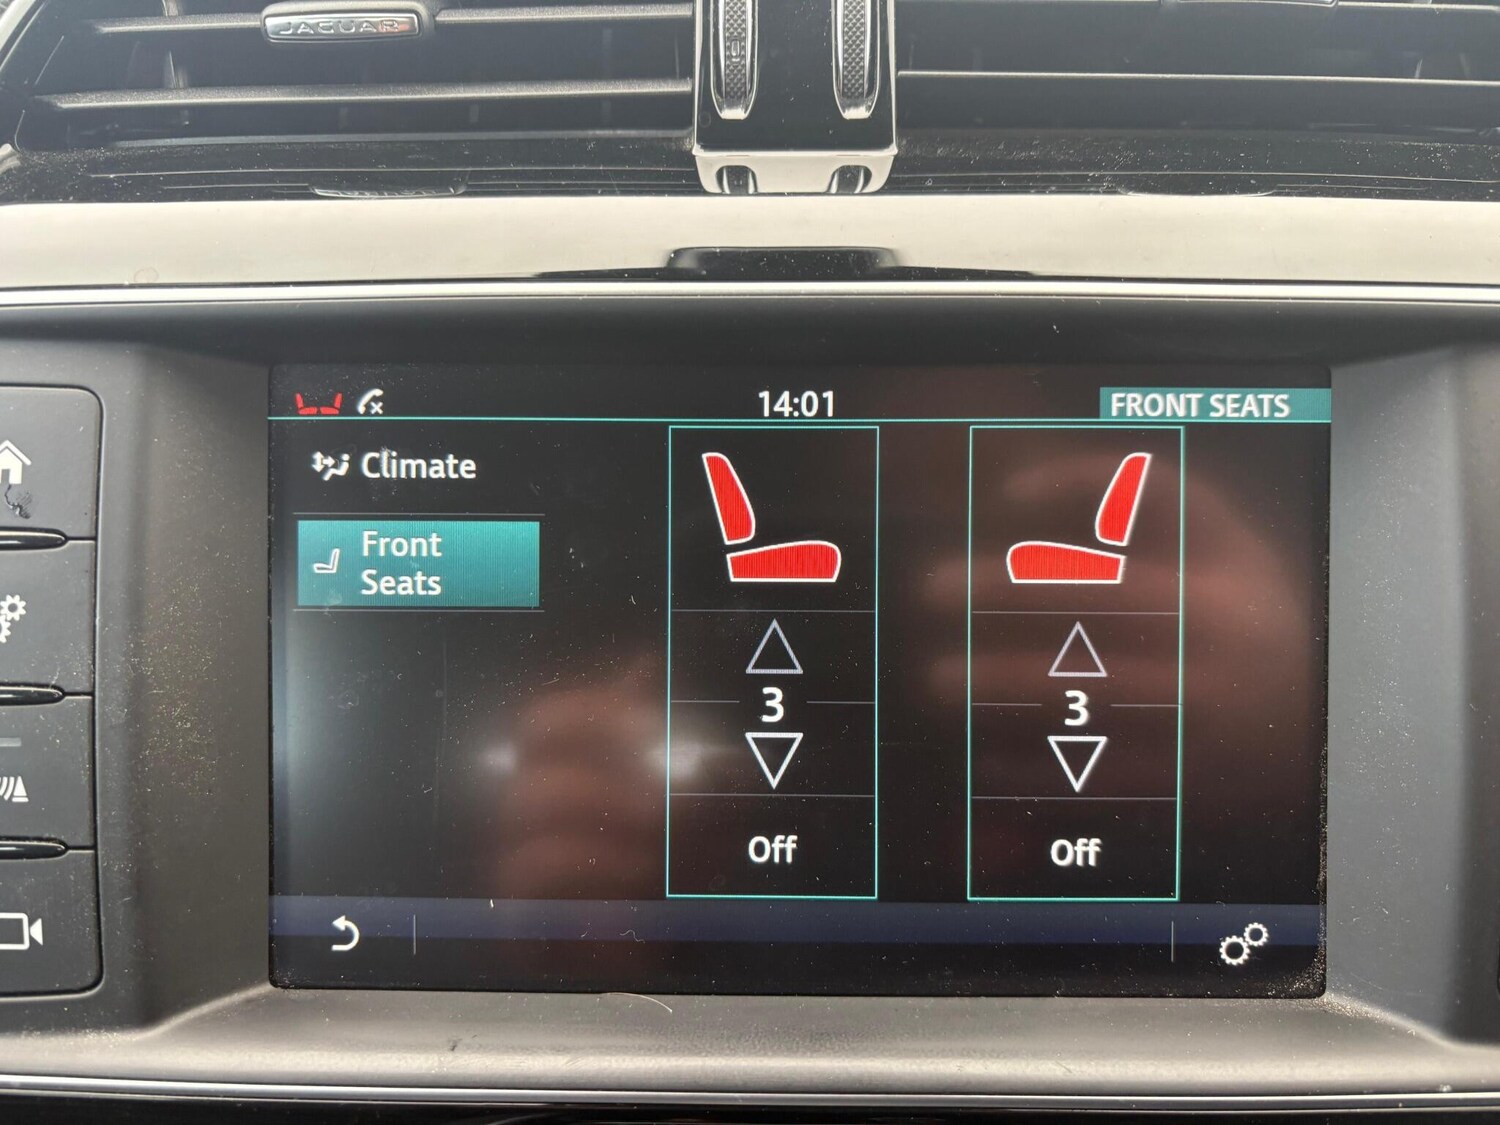 JAGUAR
14:01
FRONT SEATS
Climate
Front
Seats
3
3
Off
Off